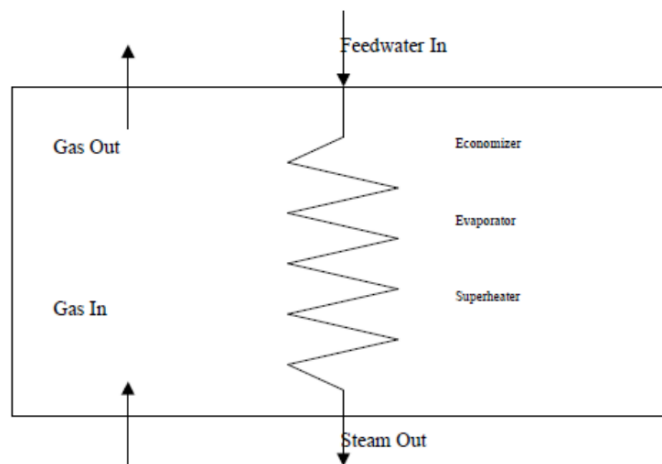 Feedwater In
Gas Out
Economizer
Evaporator
Gas In
Superheater
Steam Out